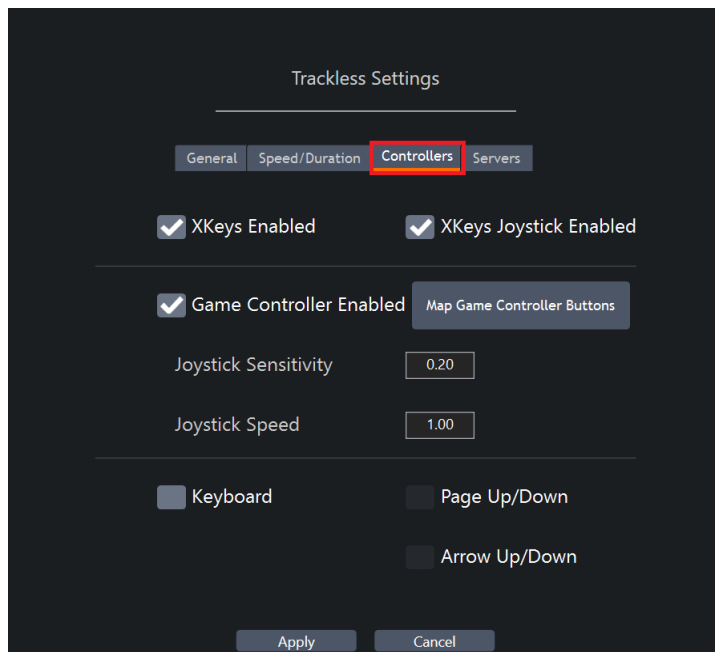 Trackless Settings
General Speed/Duration Controllers Servers
XKeys Enabled XKeys Joystick Enabled
Game Controller Enabled Map Game Controller Buttons
Joystick Sensitivity 0.20
Joystick Speed 1.00
Keyboard Page Up/Down
Arrow Up/Down
Apply Cancel